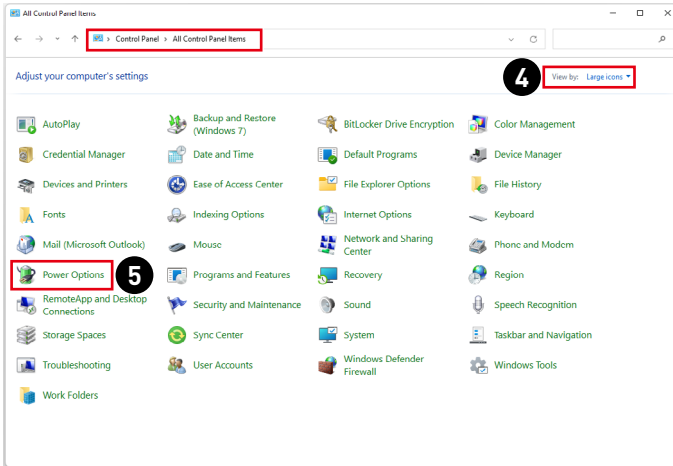 All Control Panel Items
Control Panel > All Control Panel Items
Adjust your computer's settings
4
View by: Large icons
AutoPlay
Backup and Restore
(Windows 7)
BitLocker Drive Encryption
Color Management
Credential Manager
Date and Time
Default Programs
Device Manager
Devices and Printers
Ease of Access Center
File Explorer Options
File History
Fonts
Indexing Options
Internet Options
Keyboard
Mail (Microsoft Outlook)
Mouse
Network and Sharing
Center
Phone and Modem
Power Options
5
Programs and Features
Recovery
Region
RemoteApp and Desktop
Connections
Security and Maintenance
Sound
Speech Recognition
Storage Spaces
Sync Center
System
Taskbar and Navigation
Troubleshooting
User Accounts
Windows Defender
Firewall
Windows Tools
Work Folders